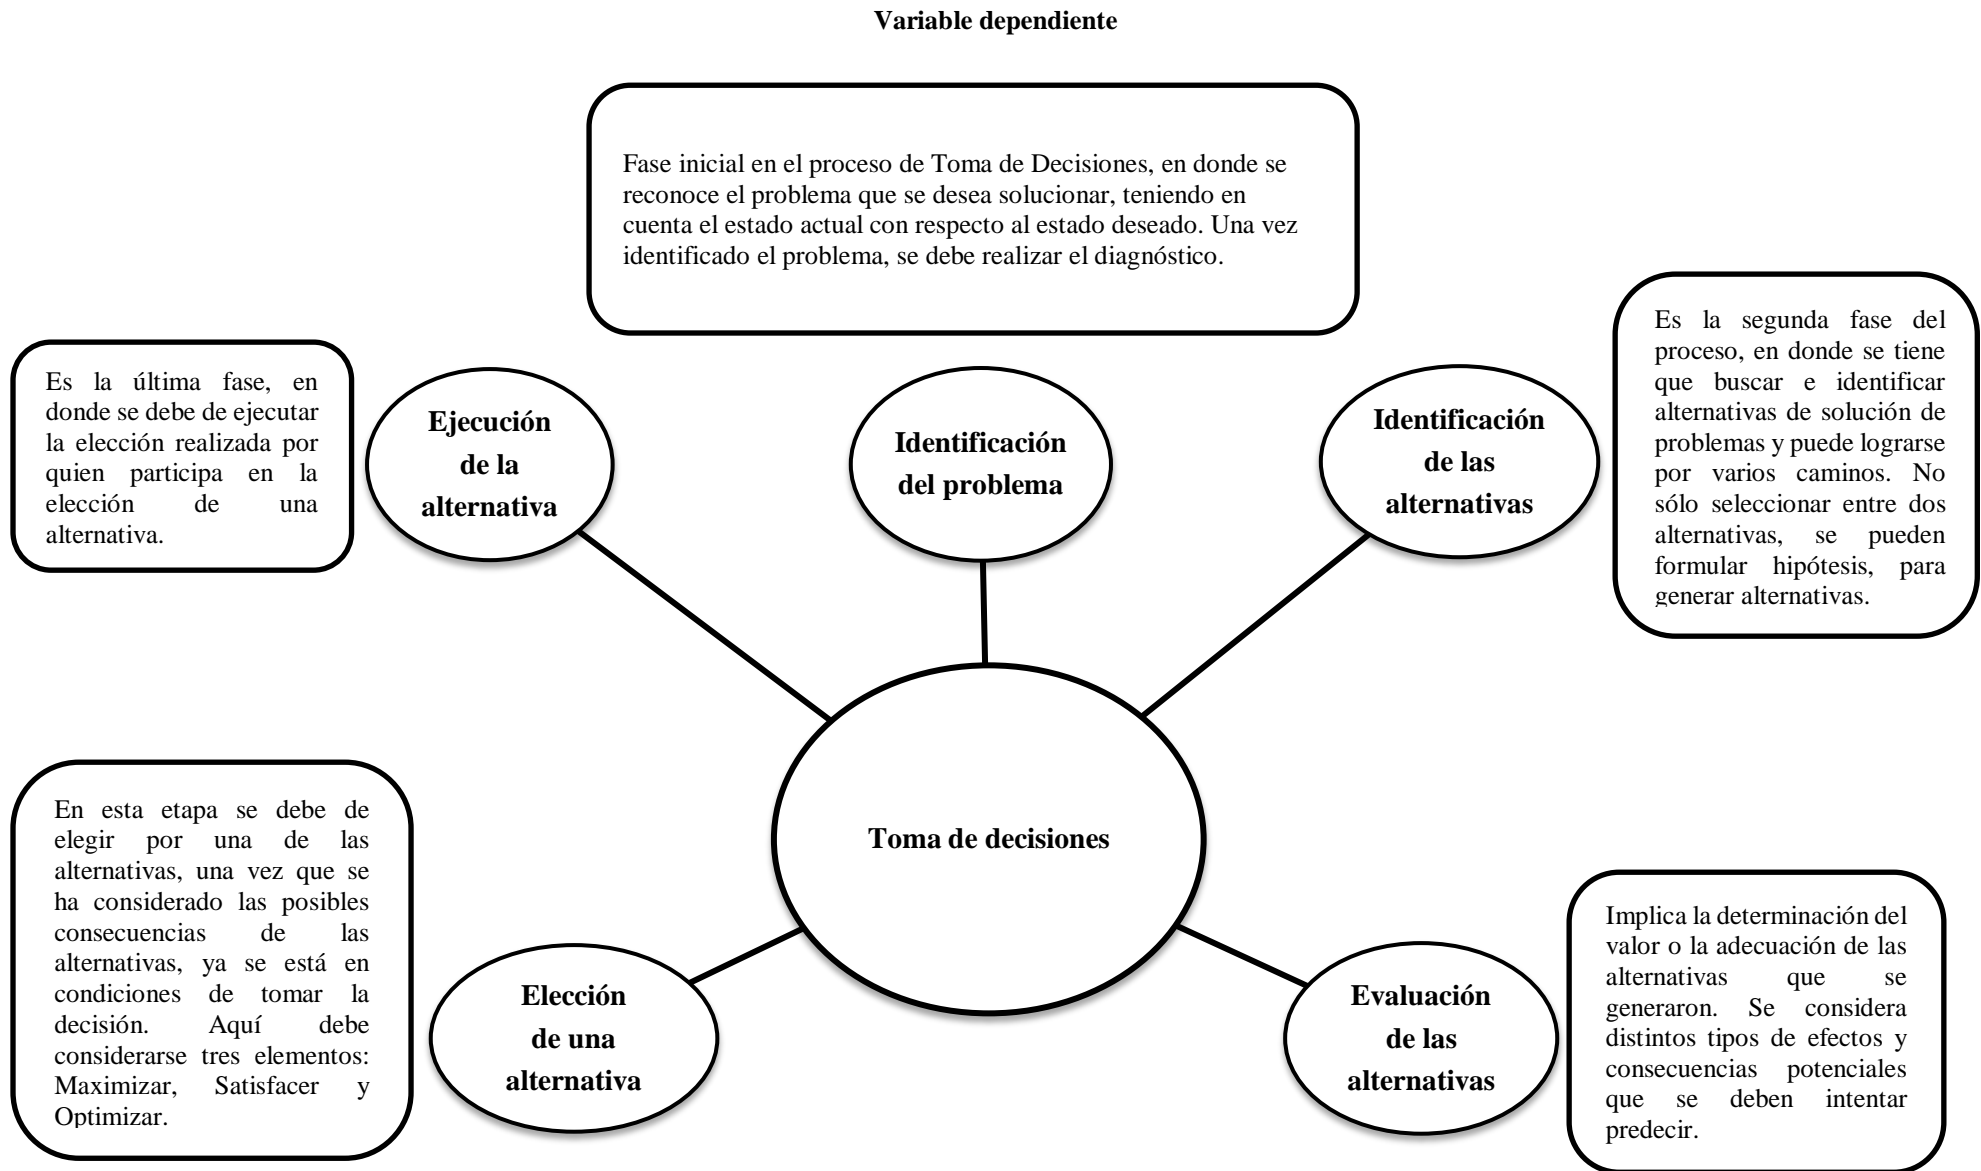 Variable dependiente
Fase inicial en el proceso de Toma de Decisiones, en donde se
reconoce el problema que se desea solucionar, teniendo en
cuenta el estado actual con respecto al estado deseado. Una vez
identificado el problema, se debe realizar el diagnóstico.
Es la última fase, en
donde se debe de ejecutar
la elección realizada por
quien participa en la
elección de una
alternativa.
Ejecución
de la
alternativa
Identificación
del problema
Identificación
de las
alternativas
Es la segunda fase del
proceso, en donde se tiene
que buscar e identificar
alternativas de solución de
problemas y puede lograrse
por varios caminos. No
sólo seleccionar entre dos
alternativas, se pueden
formular hipótesis, para
generar alternativas.
Toma de decisiones
En esta etapa se debe de
elegir por una de las
alternativas, una vez que se
ha considerado las posibles
consecuencias de las
alternativas, ya se está en
condiciones de tomar la
decisión. Aquí debe
considerarse tres elementos:
Maximizar, Satisfacer y
Optimizar.
Elección
de una
alternativa
Evaluación
de las
alternativas
Implica la determinación del
valor o la adecuación de las
alternativas que se
generaron. Se considera
distintos tipos de efectos y
consecuencias potenciales
que se deben intentar
predecir.